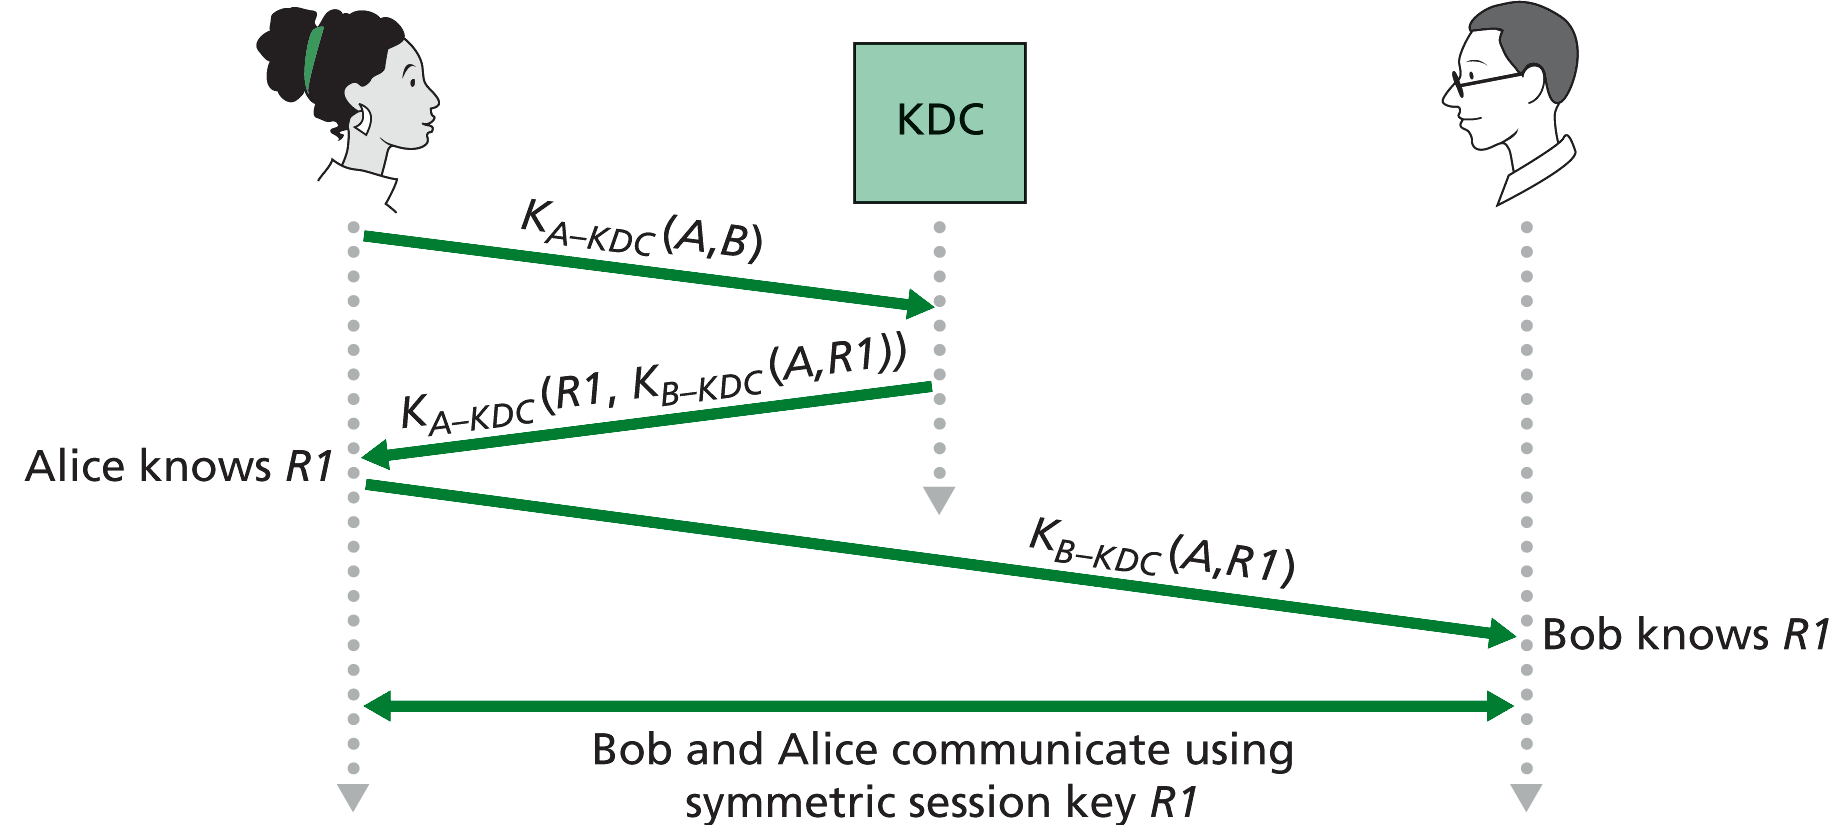 KDC
K_{A–KDC}(A,B)
K_{A–KDC}(R1, K_{B–KDC}(A,R1))
Alice knows R1
K_{B–KDC}(A,R1)
Bob knows R1
Bob and Alice communicate using
symmetric session key R1